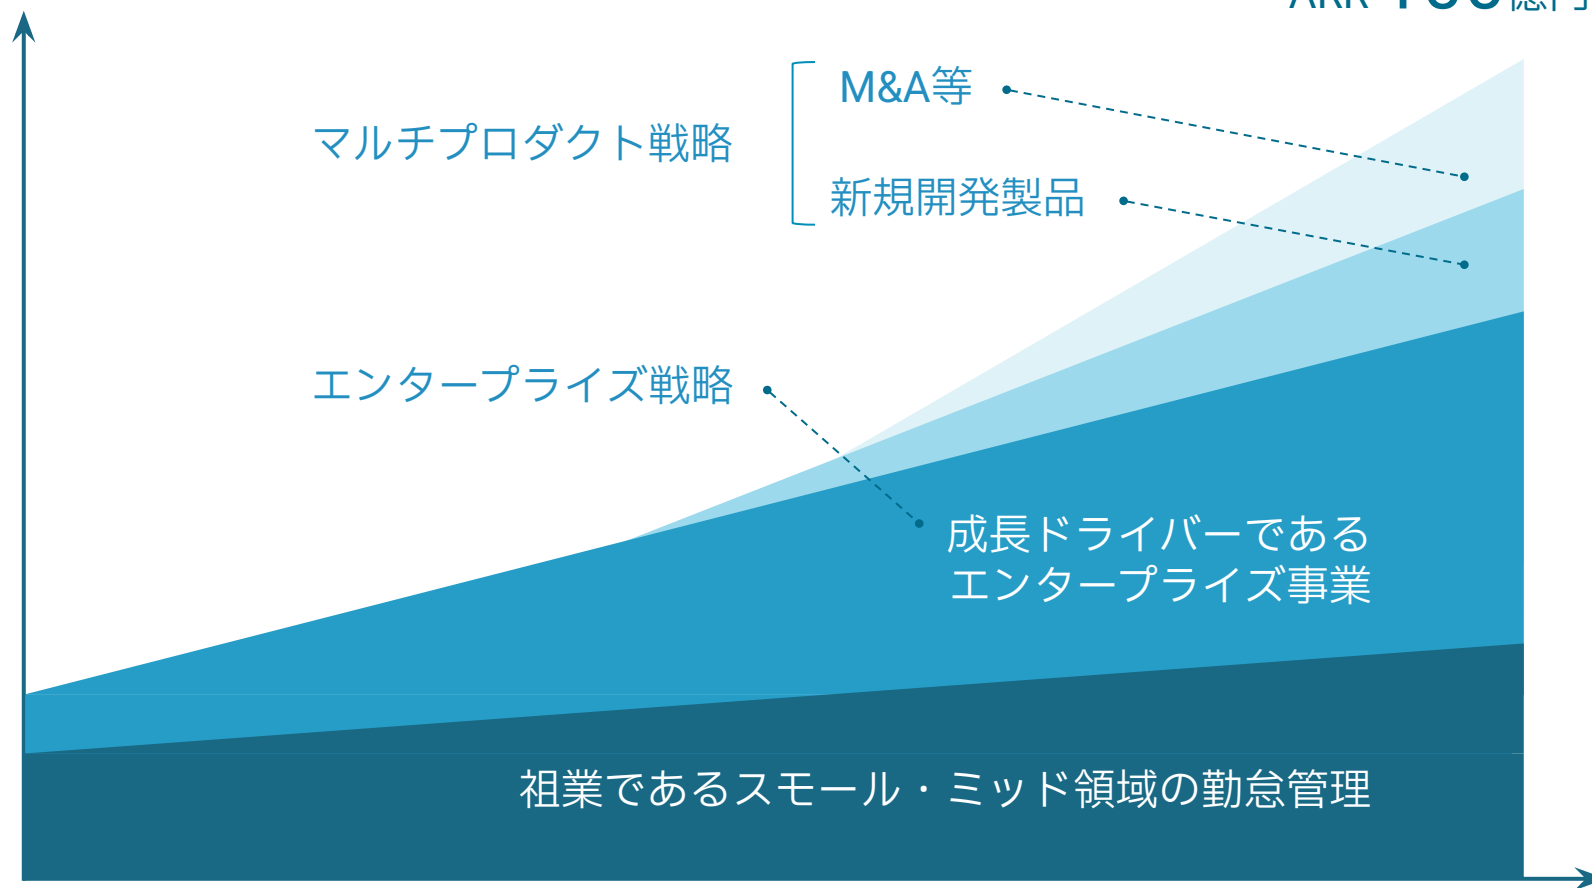 ARR 億円
M&A等
マルチプロダクト戦略
新規開発製品
エンタープライズ戦略
成長ドライバーである
エンタープライズ事業
祖業であるスモール・ミッド領域の勤怠管理